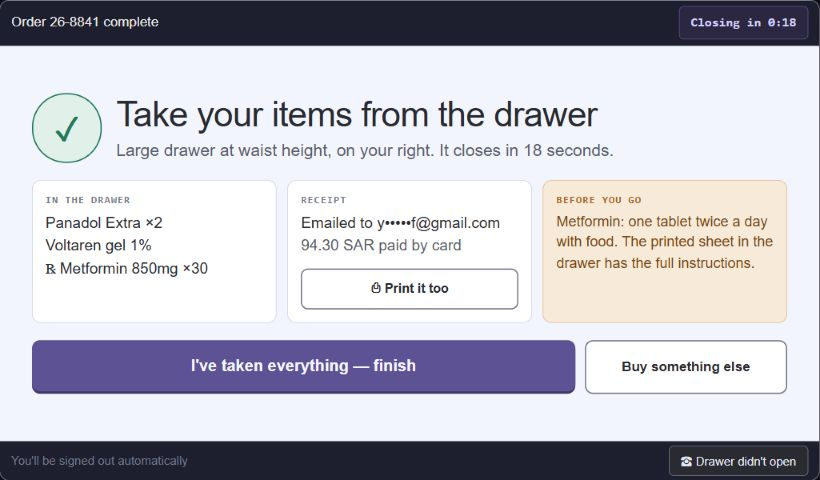 Order 26-8841 complete
Closing in 0:18
✓
Take your items from the drawer
Large drawer at waist height, on your right. It closes in 18 seconds.
IN THE DRAWER
Panadol Extra ×2
Voltaren gel 1%
℞ Metformin 850mg ×30
RECEIPT
Emailed to y•••••f@gmail.com
94.30 SAR paid by card
⎙ Print it too
BEFORE YOU GO
Metformin: one tablet twice a day
with food. The printed sheet in the
drawer has the full instructions.
I've taken everything — finish
Buy something else
You'll be signed out automatically
☎ Drawer didn't open